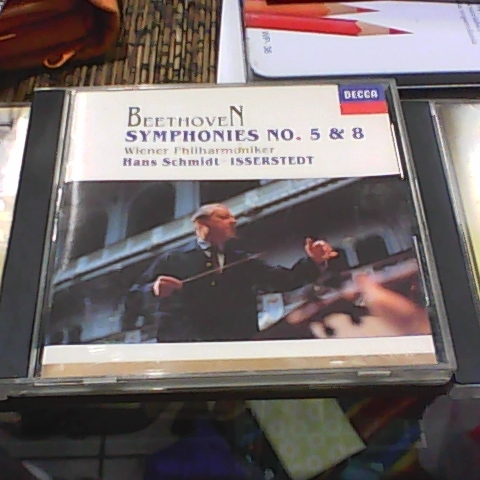 DECCA
BEETHOVEN
SYMPHONIES NO. 5 & 8
Wiener Philharmoniker
Hans Schmidt-ISSERSTEDT